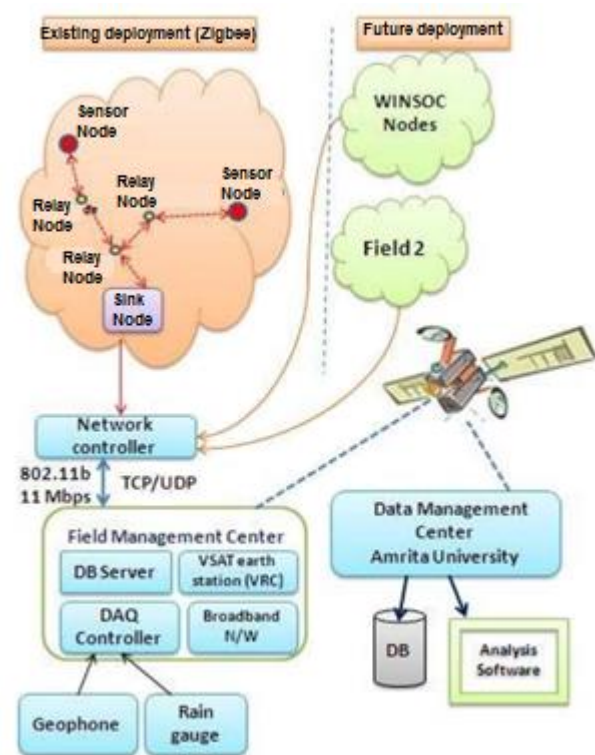 Existing deployment (Zigbee)
Future deployment
Sensor
Node
Relay
Node
Relay
Node
Sensor
Node
Relay
Node
Sink
Node
WINSOC
Nodes
Field 2
Network
controller
802.11b
11 Mbps
TCP/UDP
Field Management Center
DB Server
VSAT earth
station (VRC)
DAQ
Controller
Broadband
N/W
Geophone
Rain
gauge
Data Management
Center
Amrita University
DB
Analysis
Software